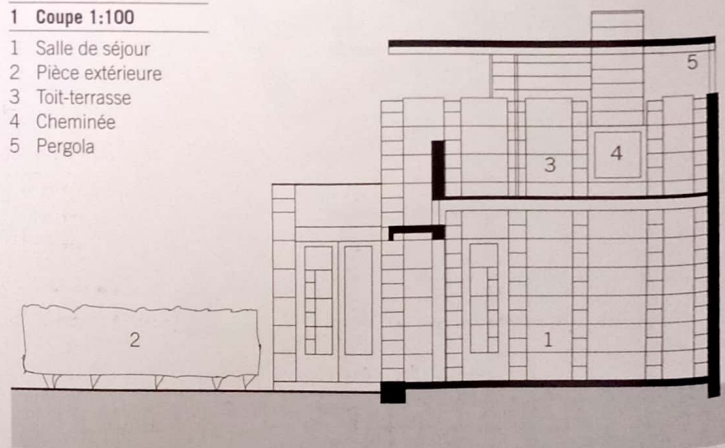 1 Coupe 1:100
1 Salle de séjour
2 Pièce extérieure
3 Toit-terrasse
4 Cheminée
5 Pergola
5
3
4
2
1